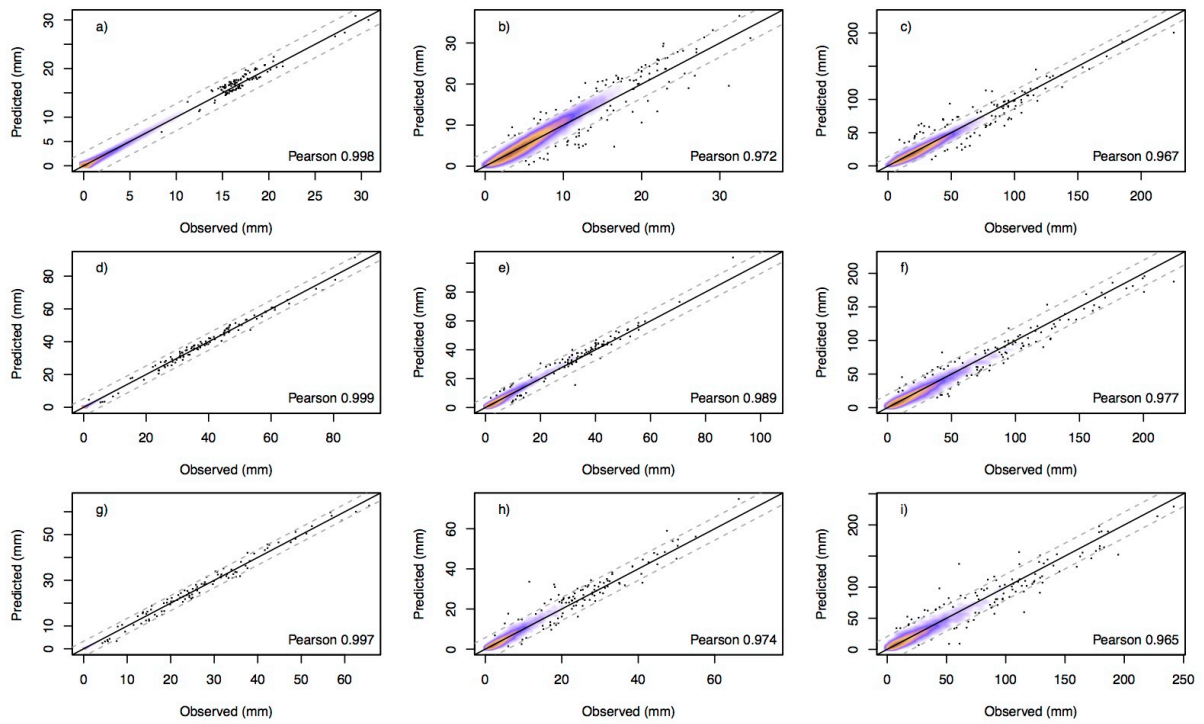 a)
Pearson 0.998
Predicted (mm)
0 5 10 20 30
0 5 10 15 20 25 30
Observed (mm)
b)
Pearson 0.972
Predicted (mm)
0 10 20 30
0 10 20 30
Observed (mm)
c)
Pearson 0.967
Predicted (mm)
0 50 100 200
0 50 100 150 200
Observed (mm)
d)
Pearson 0.999
Predicted (mm)
0 20 40 60 80
0 20 40 60 80
Observed (mm)
e)
Pearson 0.989
Predicted (mm)
0 20 40 60 80
0 20 40 60 80 100
Observed (mm)
f)
Pearson 0.977
Predicted (mm)
0 50 100 150 200
0 50 100 150 200
Observed (mm)
g)
Pearson 0.997
Predicted (mm)
0 10 30 50
0 10 20 30 40 50 60
Observed (mm)
h)
Pearson 0.974
Predicted (mm)
0 20 40 60
0 20 40 60
Observed (mm)
i)
Pearson 0.965
Predicted (mm)
0 50 100 200
0 50 100 150 200 250
Observed (mm)